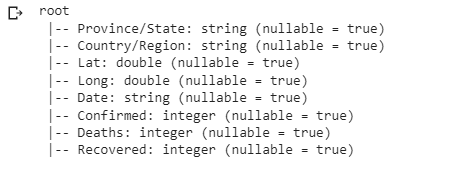 root
 |-- Province/State: string (nullable = true)
 |-- Country/Region: string (nullable = true)
 |-- Lat: double (nullable = true)
 |-- Long: double (nullable = true)
 |-- Date: string (nullable = true)
 |-- Confirmed: integer (nullable = true)
 |-- Deaths: integer (nullable = true)
 |-- Recovered: integer (nullable = true)